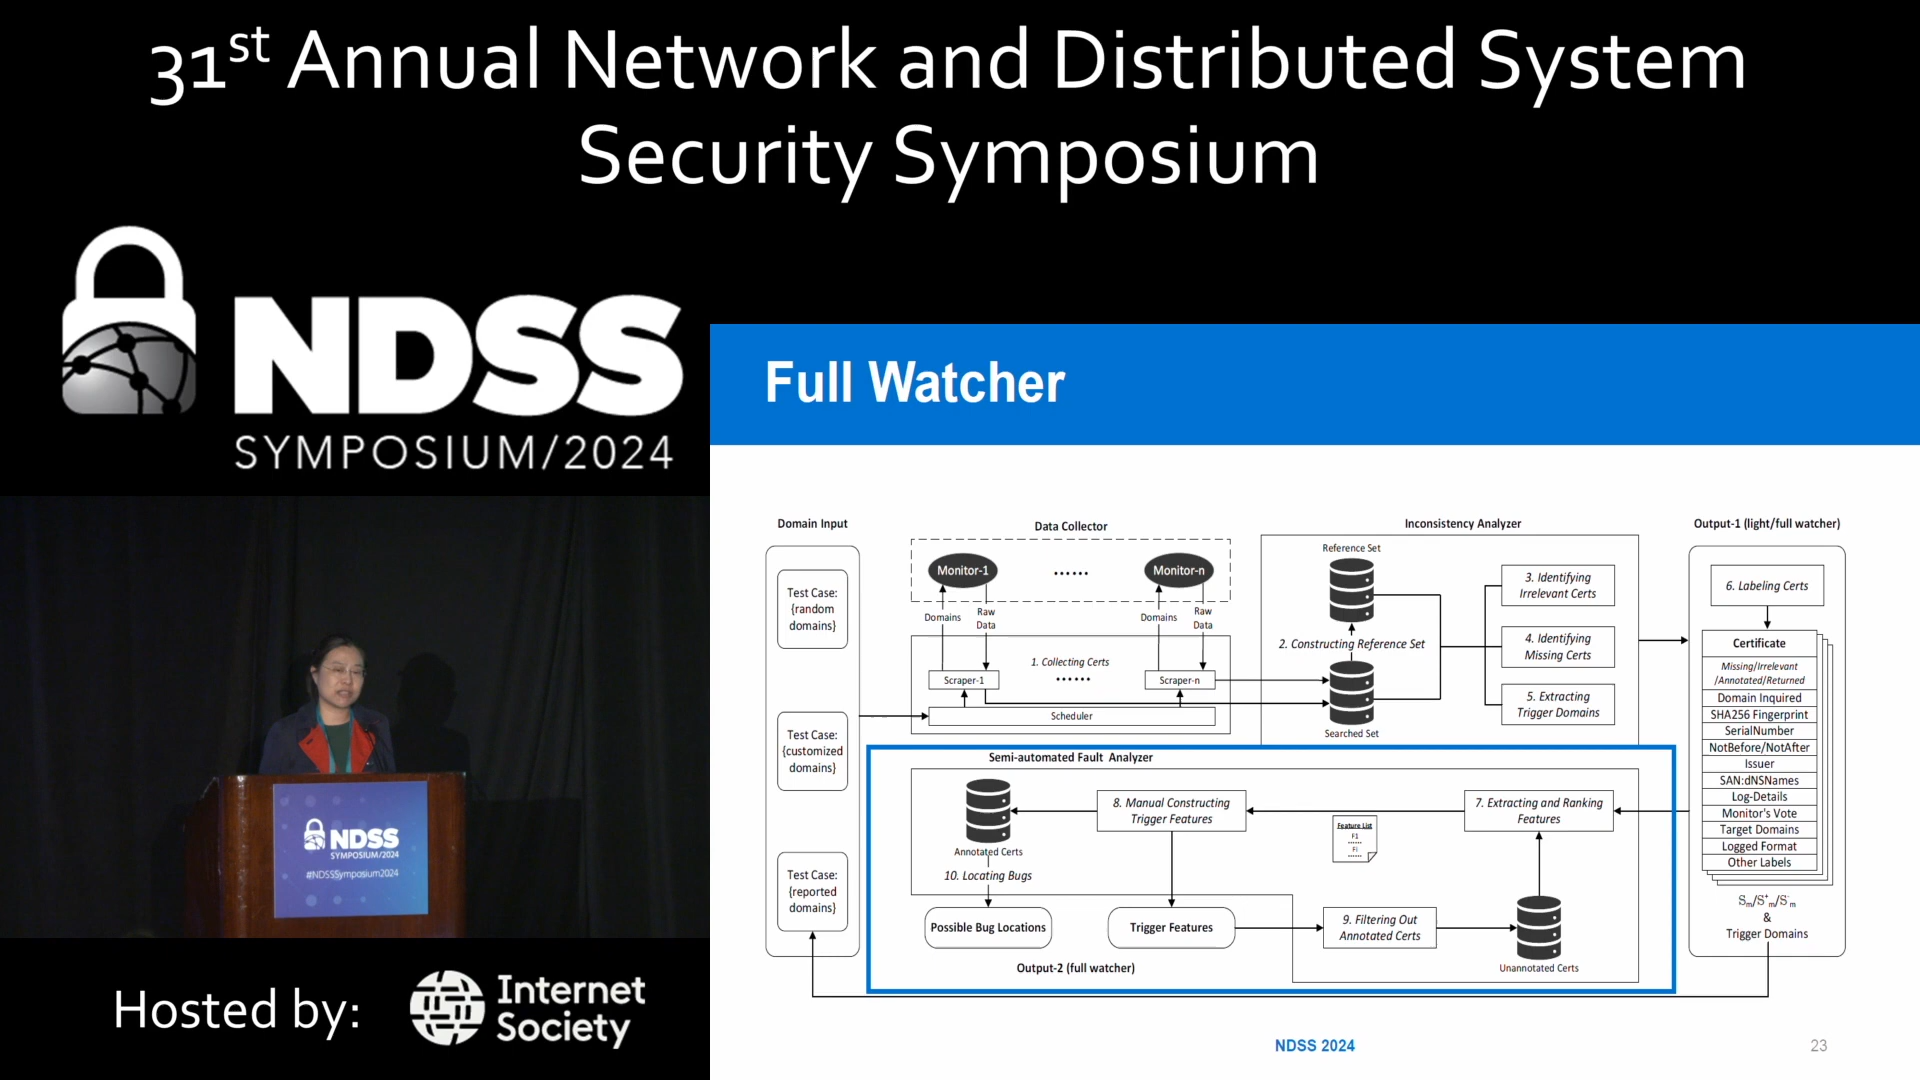 31st Annual Network and Distributed System
Security Symposium
NDSS
SYMPOSIUM/2024
NDSS
SYMPOSIUM/2024
#NDSSSymposium2024
Hosted by:
Internet
Society
Full Watcher
Domain Input
Test Case:
{random
domains}
Test Case:
{customized
domains}
Test Case:
{reported
domains}
Data Collector
Monitor-1
......
Monitor-n
Domains
Raw
Data
Domains
Raw
Data
1. Collecting Certs
Scraper-1
......
Scraper-n
Scheduler
Inconsistency Analyzer
Reference Set
2. Constructing Reference Set
Searched Set
3. Identifying
Irrelevant Certs
4. Identifying
Missing Certs
5. Extracting
Trigger Domains
Output-1 (light/full watcher)
6. Labeling Certs
Certificate
Missing/Irrelevant
/Annotated/Returned
Domain Inquired
SHA256 Fingerprint
SerialNumber
NotBefore/NotAfter
Issuer
SAN:dNSNames
Log-Details
Monitor's Vote
Target Domains
Logged Format
Other Labels
Sm/S+m/S-m
&
Trigger Domains
Semi-automated Fault Analyzer
Annotated Certs
10. Locating Bugs
Possible Bug Locations
8. Manual Constructing
Trigger Features
Trigger Features
Output-2 (full watcher)
Feature List
F1
......
Fi
......
7. Extracting and Ranking
Features
9. Filtering Out
Annotated Certs
Unannotated Certs
NDSS 2024
23